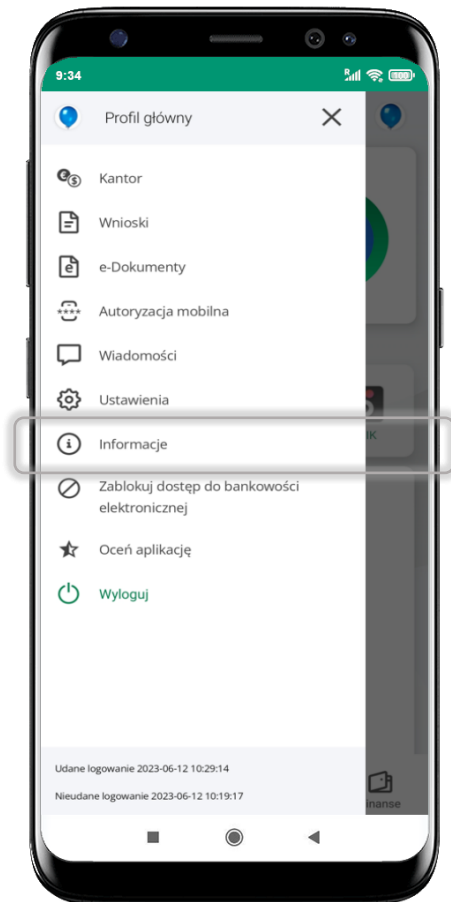 9:34
100
Profil główny
Kantor
Wnioski
e-Dokumenty
Autoryzacja mobilna
Wiadomości
Ustawienia
Informacje
Zablokuj dostęp do bankowości
elektronicznej
Oceń aplikację
Wyloguj
Udane logowanie 2023-06-12 10:29:14
Nieudane logowanie 2023-06-12 10:19:17